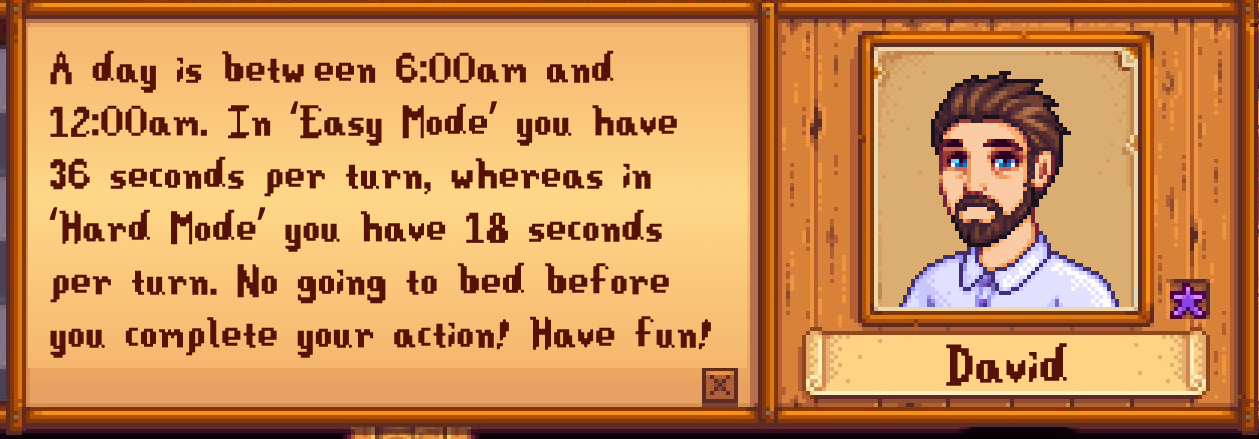 A day is between 6:00am and
12:00am. In 'Easy Mode' you have
36 seconds per turn, whereas in
'Hard Mode' you have 18 seconds
per turn. No going to bed before
you complete your action! Have fun!
David